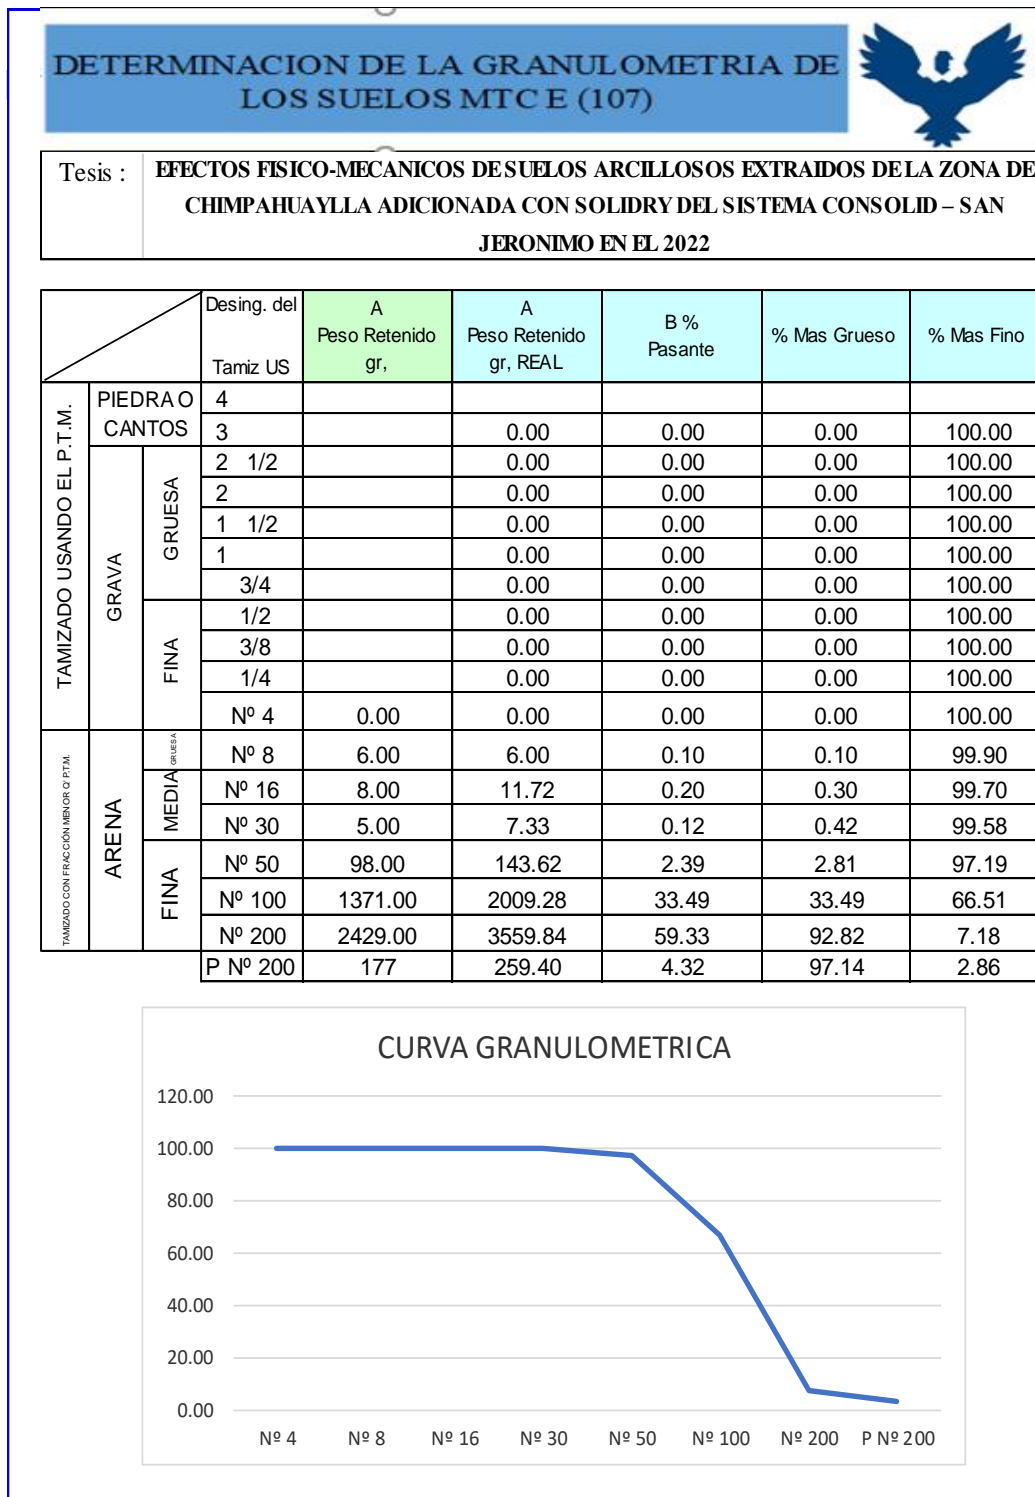 DETERMINACION DE LA GRANULOMETRIA DE
LOS SUELOS MTC E (107)
Tesis : EFECTOS FISICO-MECANICOS DE SUELOS ARCILLOSOS EXTRAIDOS DE LA ZONA DE
CHIMPAHUAYLLA ADICIONADA CON SOLIDRY DEL SISTEMA CONSOLID – SAN
JERONIMO EN EL 2022
Desing. del Tamiz US
A Peso Retenido gr,
A Peso Retenido gr, REAL
B % Pasante
% Mas Grueso
% Mas Fino
TAMIZADO USANDO EL P.T.M.
PIEDRA O CANTOS
4
3 0.00 0.00 0.00 100.00
GRAVA
GRUESA
2 1/2 0.00 0.00 0.00 100.00
2 0.00 0.00 0.00 100.00
1 1/2 0.00 0.00 0.00 100.00
1 0.00 0.00 0.00 100.00
3/4 0.00 0.00 0.00 100.00
FINA
1/2 0.00 0.00 0.00 100.00
3/8 0.00 0.00 0.00 100.00
1/4 0.00 0.00 0.00 100.00
Nº 4 0.00 0.00 0.00 0.00 100.00
TAMIZADO CON FRACCIÓN MENOR Q' P.T.M.
ARENA
GRUESA
Nº 8 6.00 6.00 0.10 0.10 99.90
MEDIA
Nº 16 8.00 11.72 0.20 0.30 99.70
Nº 30 5.00 7.33 0.12 0.42 99.58
FINA
Nº 50 98.00 143.62 2.39 2.81 97.19
Nº 100 1371.00 2009.28 33.49 33.49 66.51
Nº 200 2429.00 3559.84 59.33 92.82 7.18
P Nº 200 177 259.40 4.32 97.14 2.86
CURVA GRANULOMETRICA
120.00
100.00
80.00
60.00
40.00
20.00
0.00
Nº 4 Nº 8 Nº 16 Nº 30 Nº 50 Nº 100 Nº 200 P Nº 200